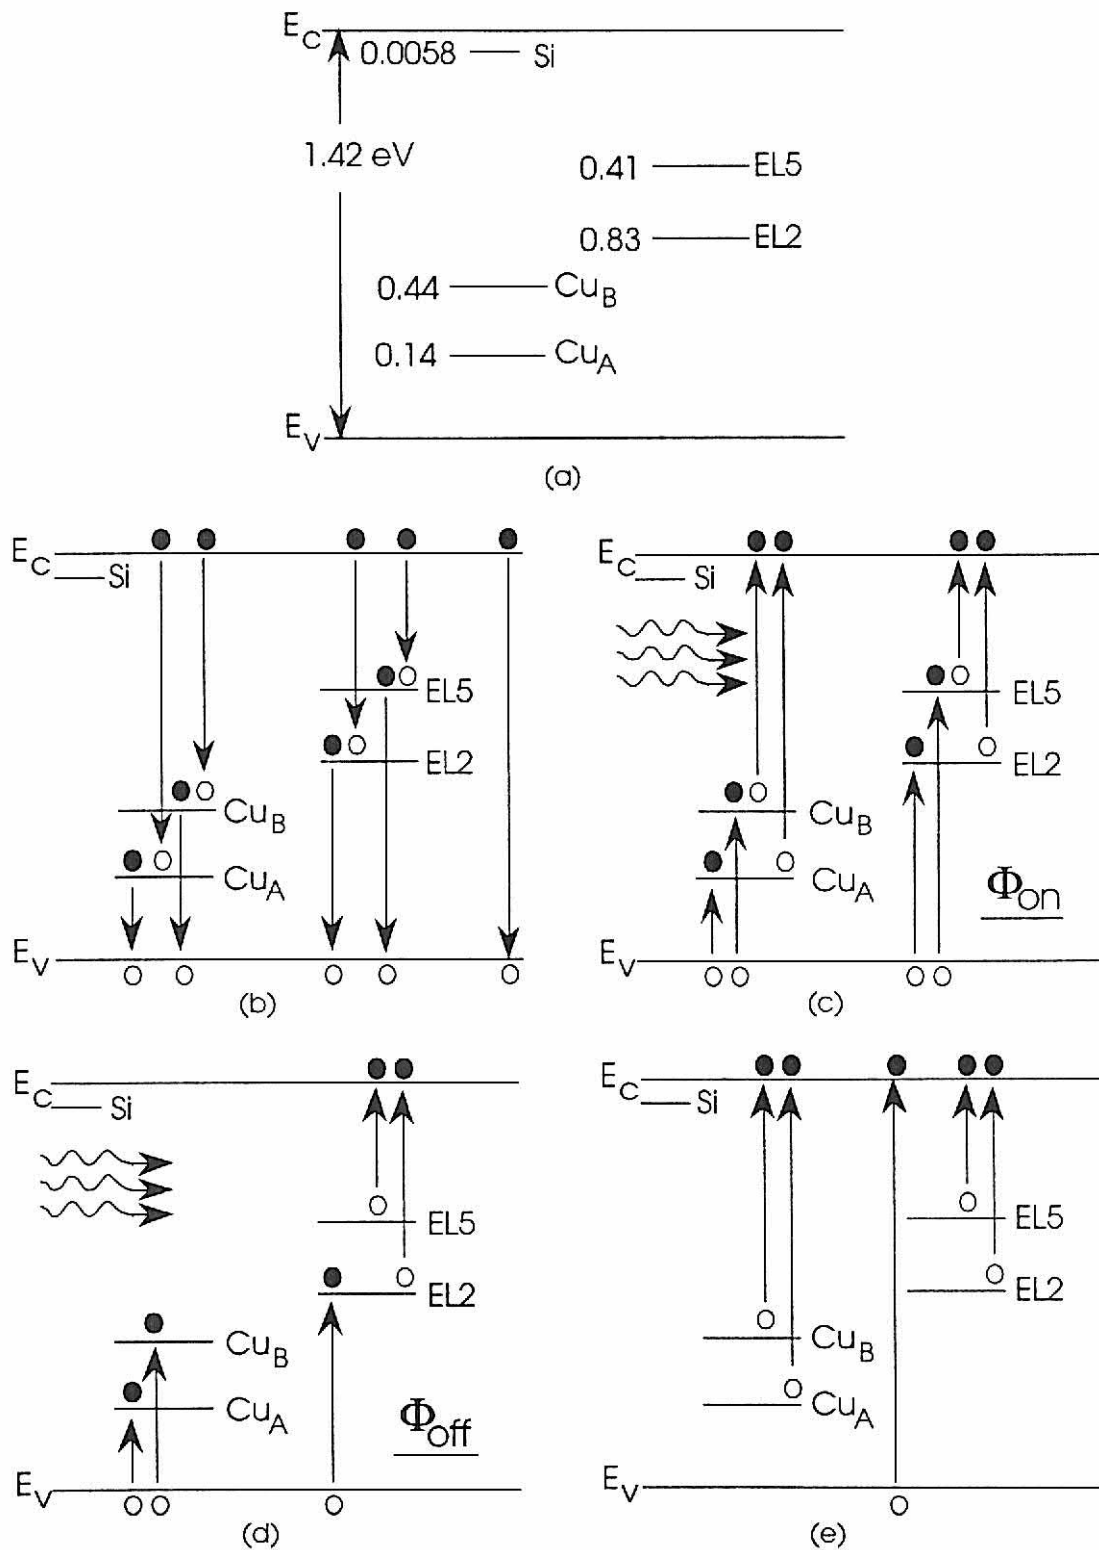 E_C
0.0058 Si
1.42 eV
0.41 EL5
0.83 EL2
0.44 Cu_B
0.14 Cu_A
E_V
(a)
E_C
Si
EL5
EL2
Cu_B
Cu_A
E_V
(b)
E_C
Si
EL5
EL2
Cu_B
Cu_A
Φ_on
E_V
(c)
E_C
Si
EL5
EL2
Cu_B
Cu_A
Φ_off
E_V
(d)
E_C
Si
EL5
EL2
Cu_B
Cu_A
E_V
(e)